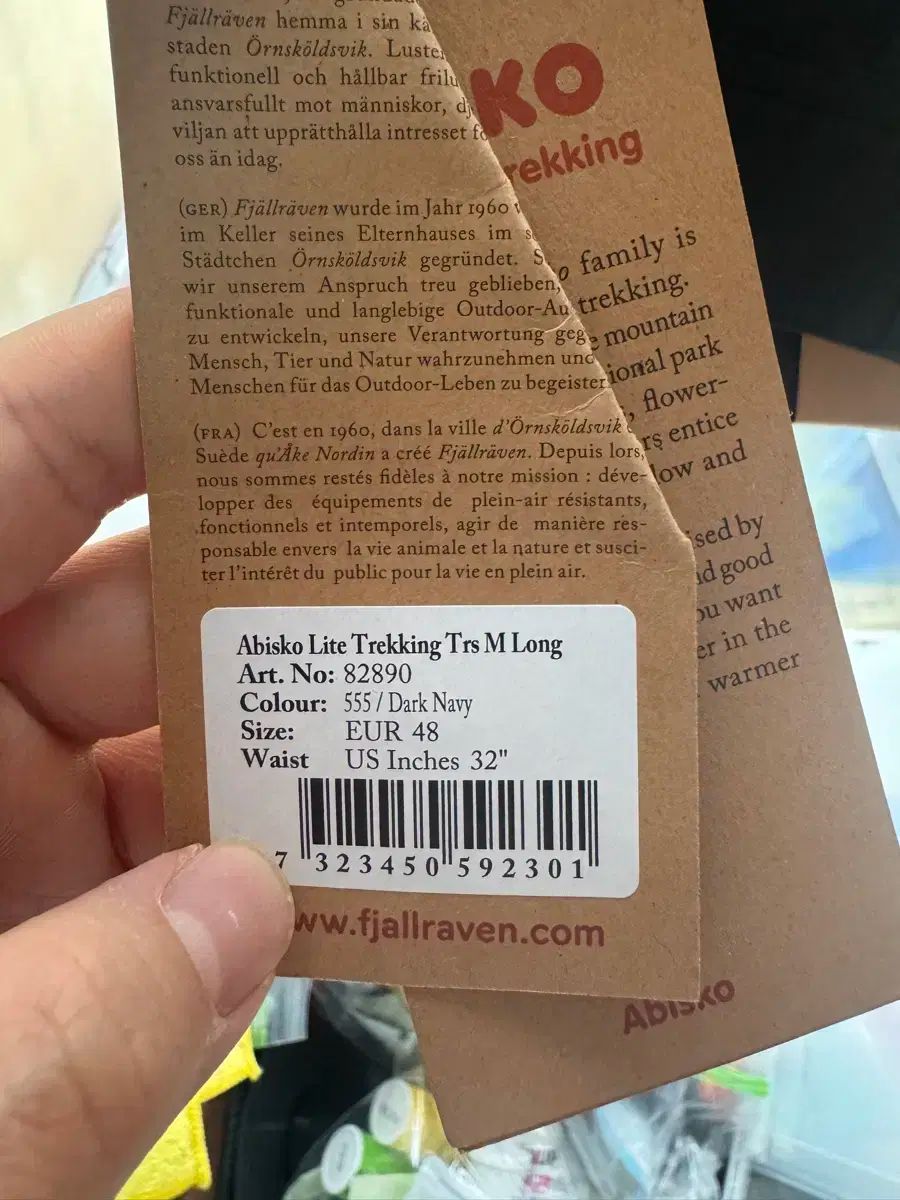 Fjällräven hemma i sin
staden Örnsköldsvik.
funktionell och hållbar
ansvarsfullt mot människor,
viljan att upprätthålla intresset
oss än idag.
(GER) Fjällräven wurde im Jahr 1960
im Keller seines Elternhauses im
Städtchen Örnsköldsvik gegründet.
wir unserem Anspruch treu geblieben,
funktionale und langlebige Outdoor-Au
zu entwickeln, unsere Verantwortung
Mensch, Tier und Natur wahrzunehmen und
Menschen für das Outdoor-Leben zu begeister
(FRA) C'est en 1960, dans la ville d'Örnsköldsvik
Suède qu'Åke Nordin a créé Fjällräven. Depuis lors,
nous sommes restés fidèles à notre mission : déve-
lopper des équipements de plein-air résistants,
fonctionnels et intemporels, agir de manière res-
ponsable envers la vie animale et la nature et susci-
ter l'intérêt du public pour la vie en plein air.
Abisko Lite Trekking Trs M Long
Art. No: 82890
Colour: 555 / Dark Navy
Size: EUR 48
Waist US Inches 32"
7 323450 592301
ww.fjallraven.com
KO
rekking
o family is
trekking.
mountain
ional park
flower-
rs entice
low and
ised by
d good
ou want
er in the
warmer
Abisko